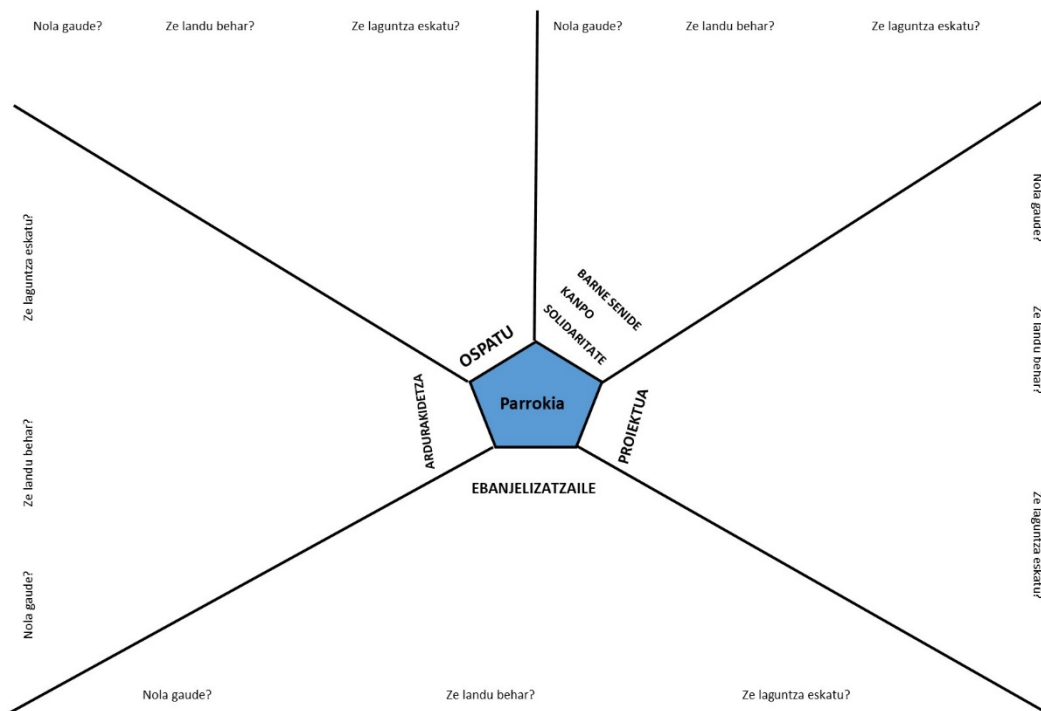 Nola gaude? Ze landu behar? Ze laguntza eskatu? Nola gaude? Ze landu behar? Ze laguntza eskatu?
Ze laguntza eskatu?
Ze landu behar?
Nola gaude?
OSPATU
BARNE SENIDE
KANPO
SOLIDARITATE
ARDURAKIDETZA
Parrokia
PROIEKTUA
EBANJELIZATZAILE
Nola gaude?
Ze landu behar?
Ze laguntza eskatu?
Nola gaude? Ze landu behar? Ze laguntza eskatu?